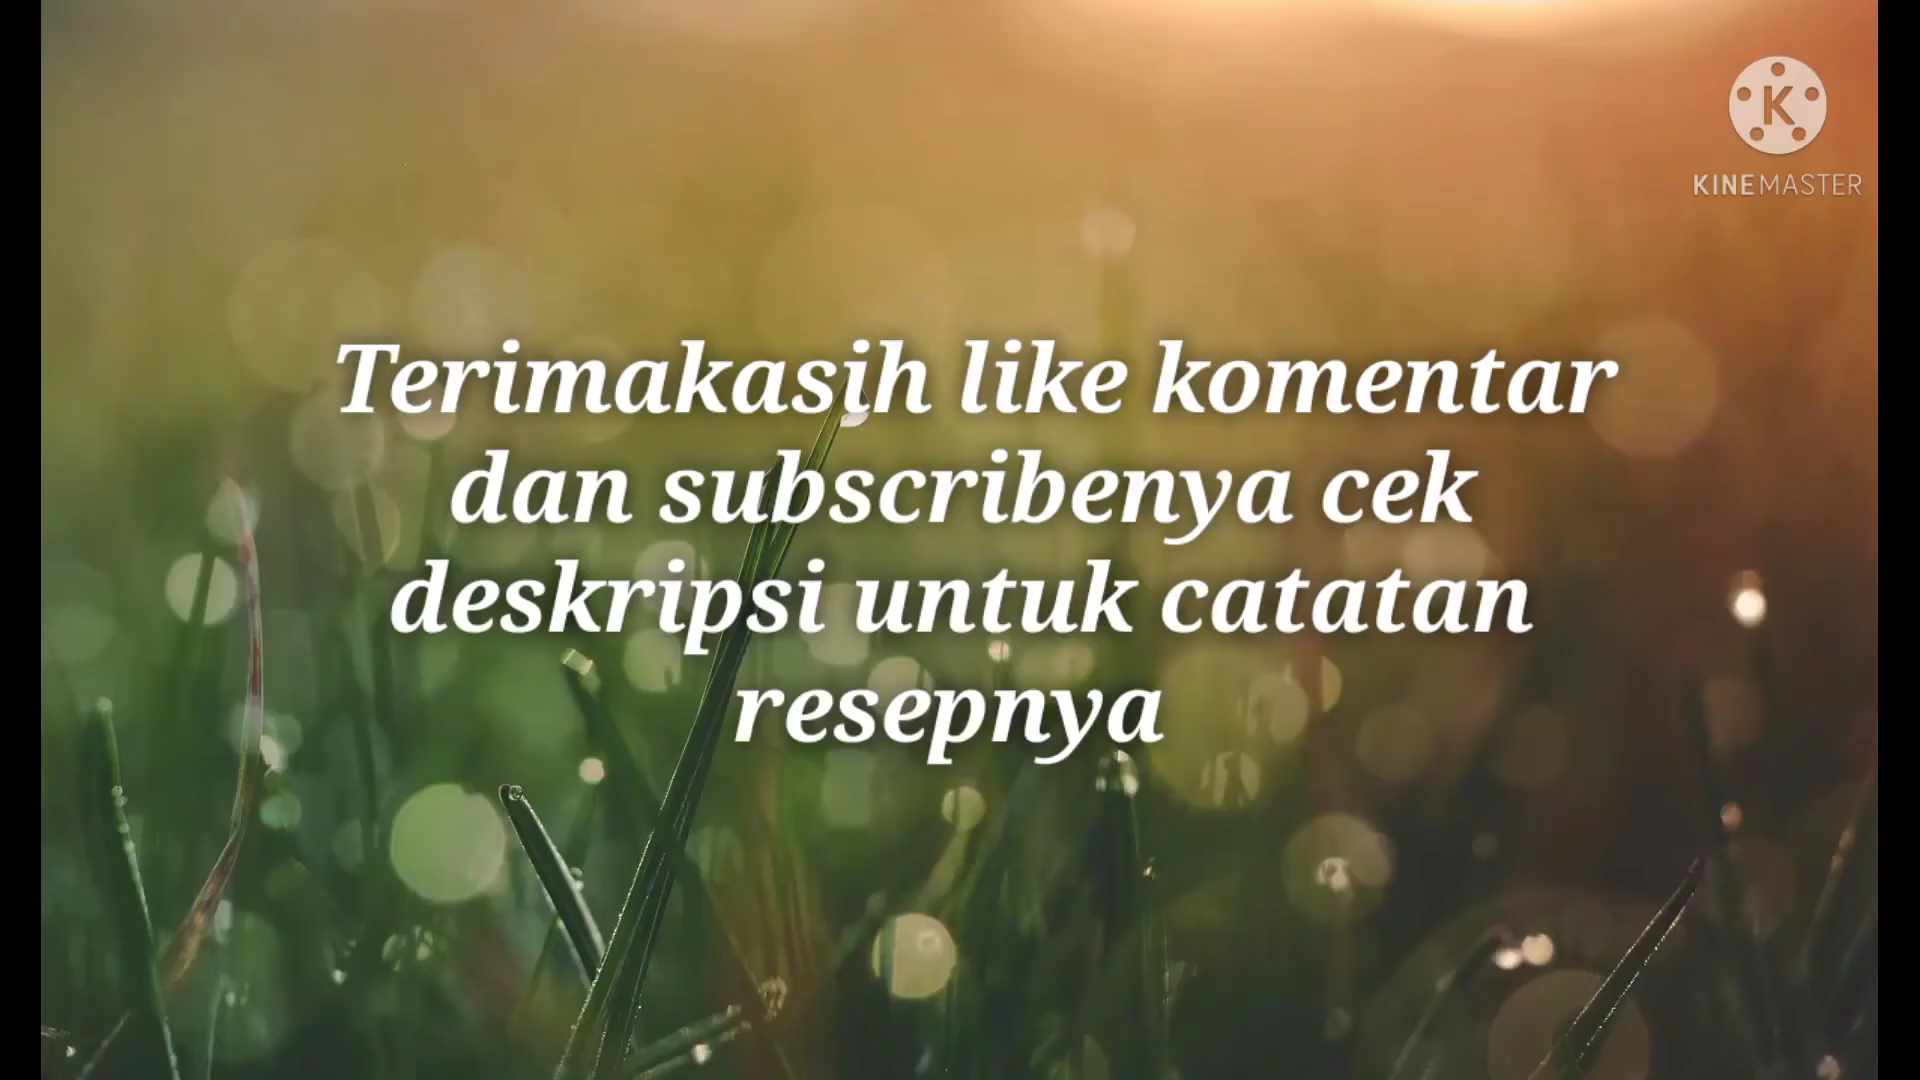 K
KINEMASTER
Terimakasih like komentar
dan subscribenya cek
deskripsi untuk catatan
resepnya